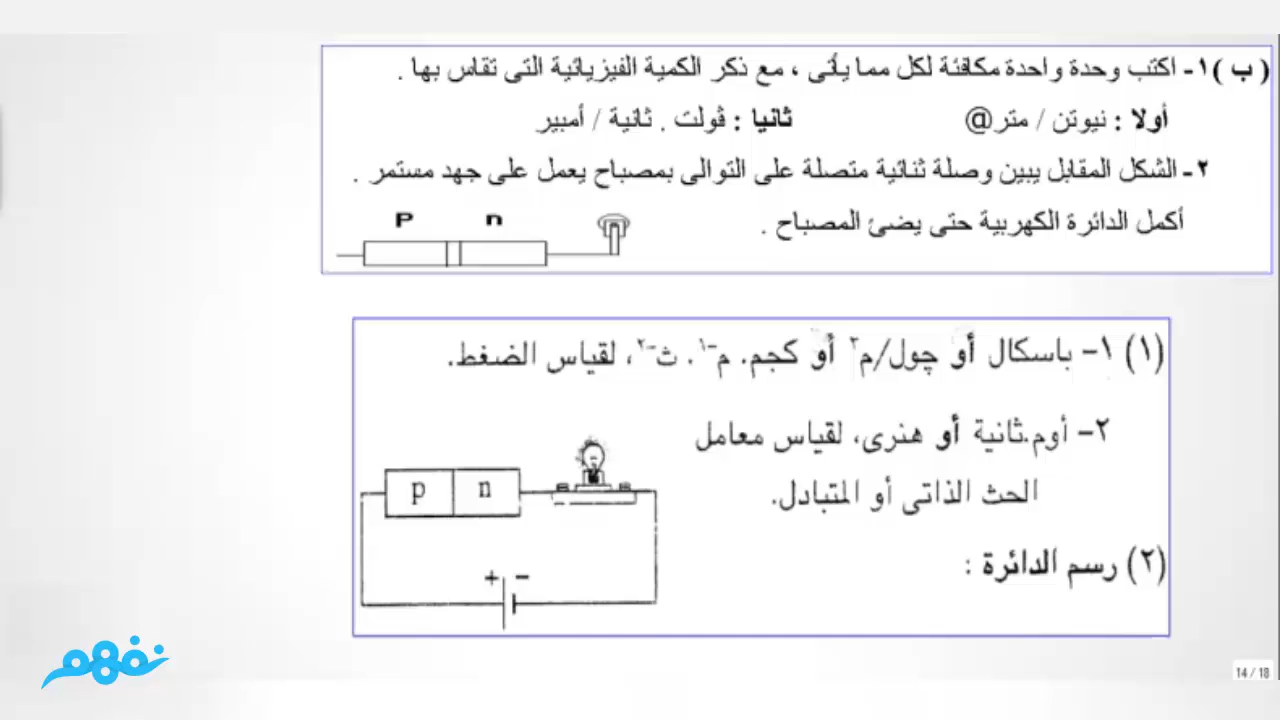 (ب) ١- اكتب وحدة واحدة مكافئة لكل مما يأتى ، مع ذكر الكمية الفيزيائية التى تقاس بها .
أولا : نيوتن / متر@ ثانيا : ڤولت . ثانية / أمبير
٢- الشكل المقابل يبين وصلة ثنائية متصلة على التوالى بمصباح يعمل على جهد مستمر .
أكمل الدائرة الكهربية حتى يضئ المصباح .
P n
(١) ١- باسكال أو چول/م٣ أو كجم. م-١. ث-٢، لقياس الضغط.
٢- أوم.ثانية أو هنرى، لقياس معامل
الحث الذاتى أو المتبادل.
(٢) رسم الدائرة :
p n
+ -
نفهم
14 / 18